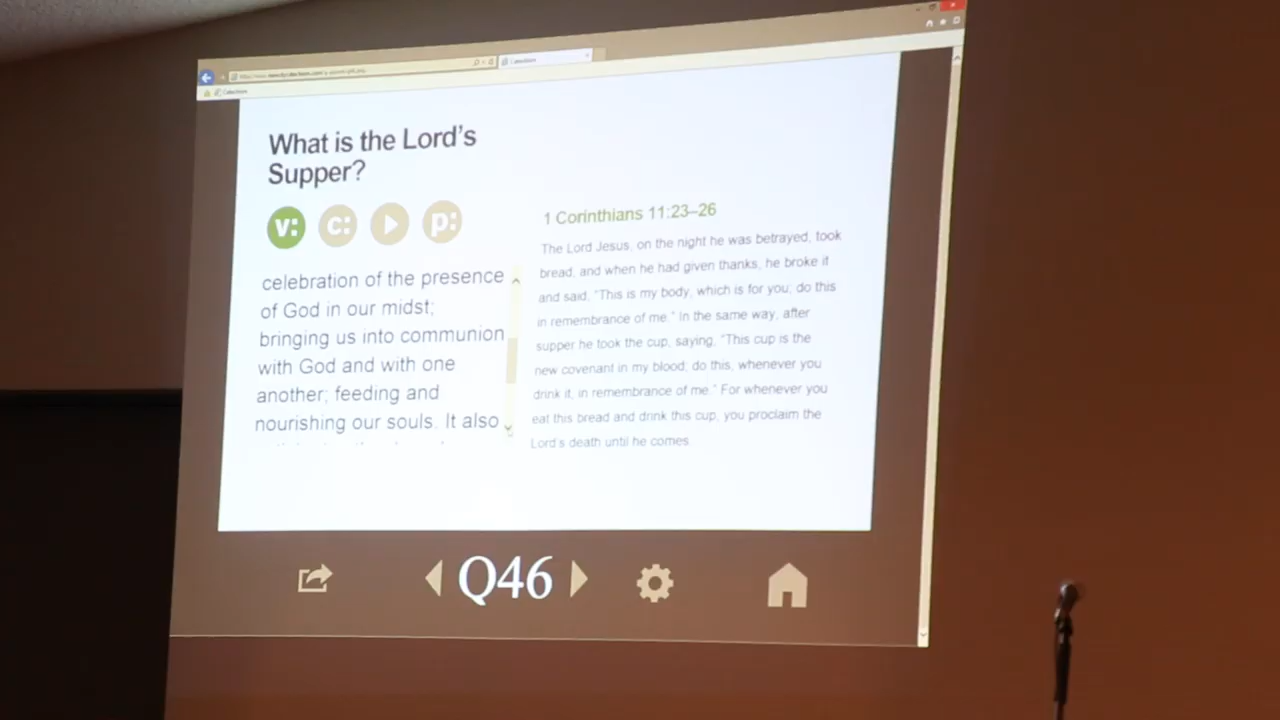 Catechism
Catechism
What is the Lord's
Supper?
v: c: p:
celebration of the presence
of God in our midst;
bringing us into communion
with God and with one
another; feeding and
nourishing our souls. It also
1 Corinthians 11:23–26
The Lord Jesus, on the night he was betrayed, took
bread, and when he had given thanks, he broke it
and said, "This is my body, which is for you; do this
in remembrance of me." In the same way, after
supper he took the cup, saying, "This cup is the
new covenant in my blood; do this, whenever you
drink it, in remembrance of me." For whenever you
eat this bread and drink this cup, you proclaim the
Lord's death until he comes.
Q46